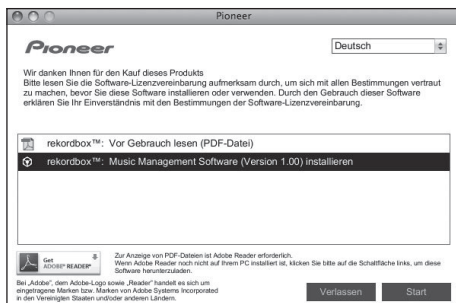 Pioneer
Pioneer
Deutsch
Wir danken Ihnen für den Kauf dieses Produkts
Bitte lesen Sie die Software-Lizenzvereinbarung aufmerksam durch, um sich mit allen Bestimmungen vertraut
zu machen, bevor Sie diese Software installieren oder verwenden. Durch den Gebrauch dieser Software
erklären Sie Ihr Einverständnis mit den Bestimmungen der Software-Lizenzvereinbarung.
rekordbox™: Vor Gebrauch lesen (PDF-Datei)
rekordbox™: Music Management Software (Version 1.00) installieren
Get
ADOBE® READER®
Zur Anzeige von PDF-Dateien ist Adobe Reader erforderlich.
Wenn Adobe Reader noch nicht auf Ihrem PC installiert ist, klicken Sie bitte auf die Schaltfläche links, um diese
Software herunterzuladen.
Bei „Adobe", dem Adobe-Logo sowie „Reader" handelt es sich um
eingetragene Marken bzw. Marken von Adobe Systems Incorporated
in den Vereinigten Staaten und/oder anderen Ländern.
Verlassen
Start